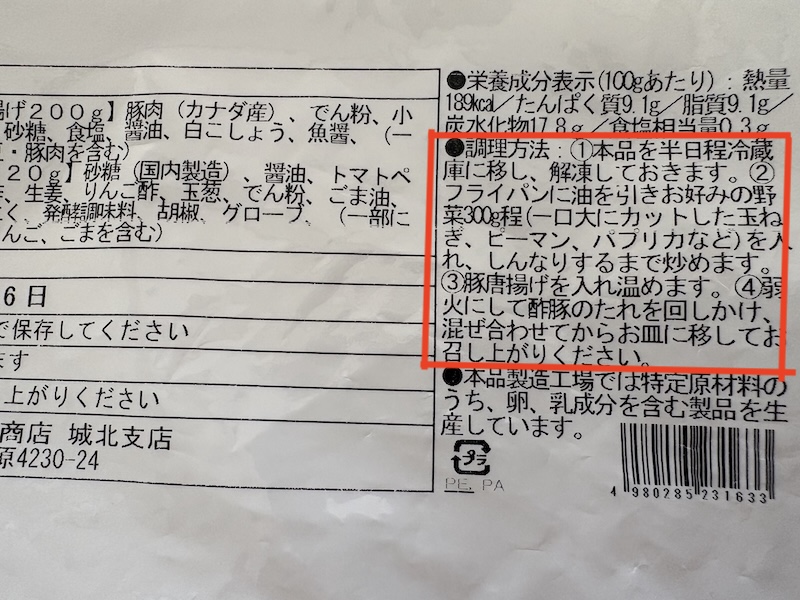 揚げ200g】豚肉（カナダ産）、でん粉、小
砂糖、食塩、醤油、白こしょう、魚醤、（一
・豚肉を含む）
20g】砂糖（国内製造）、醤油、トマトペ
生姜、りんご酢、玉葱、でん粉、ごま油、
く、発酵調味料、胡椒、グローブ、（一部に
んご、ごまを含む）
6日
で保存してください
ます
上がりください
商店 城北支店
原4230-24
●栄養成分表示(100gあたり)：熱量
189kcal／たんぱく質9.1g／脂質9.1g／
炭水化物17.8g／食塩相当量0.3g
●調理方法：①本品を半日程冷蔵
庫に移し、解凍しておきます。②
フライパンに油を引きお好みの野
菜300g程(一口大にカットした玉ね
ぎ、ピーマン、パプリカなど)を入
れ、しんなりするまで炒めます。
③豚唐揚げを入れ温めます。④弱
火にして酢豚のたれを回しかけ、
混ぜ合わせてからお皿に移してお
召し上がりください。
●本品製造工場では特定原材料の
うち、卵、乳成分を含む製品を生
産しています。
プラ
PE, PA
4 980285 231633